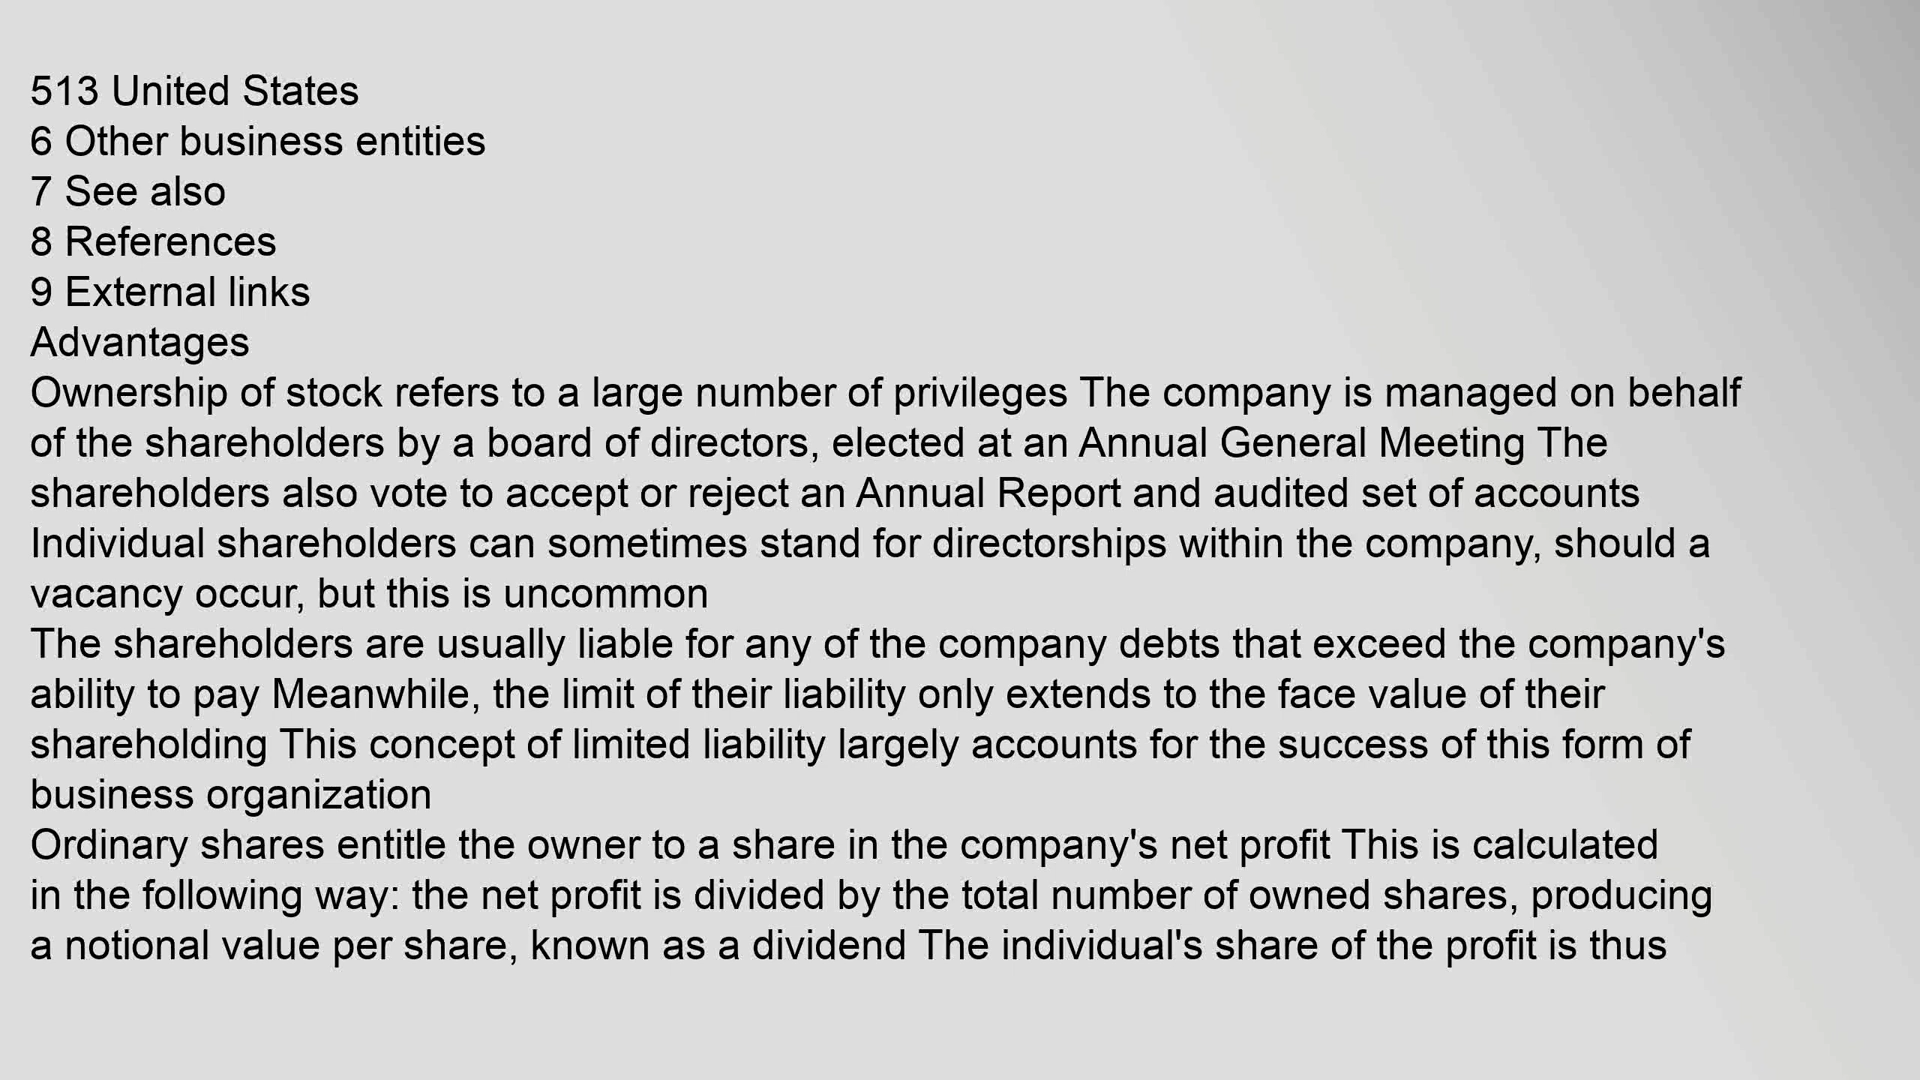 513 United States
6 Other business entities
7 See also
8 References
9 External links
Advantages
Ownership of stock refers to a large number of privileges The company is managed on behalf
of the shareholders by a board of directors, elected at an Annual General Meeting The
shareholders also vote to accept or reject an Annual Report and audited set of accounts
Individual shareholders can sometimes stand for directorships within the company, should a
vacancy occur, but this is uncommon
The shareholders are usually liable for any of the company debts that exceed the company's
ability to pay Meanwhile, the limit of their liability only extends to the face value of their
shareholding This concept of limited liability largely accounts for the success of this form of
business organization
Ordinary shares entitle the owner to a share in the company's net profit This is calculated
in the following way: the net profit is divided by the total number of owned shares, producing
a notional value per share, known as a dividend The individual's share of the profit is thus